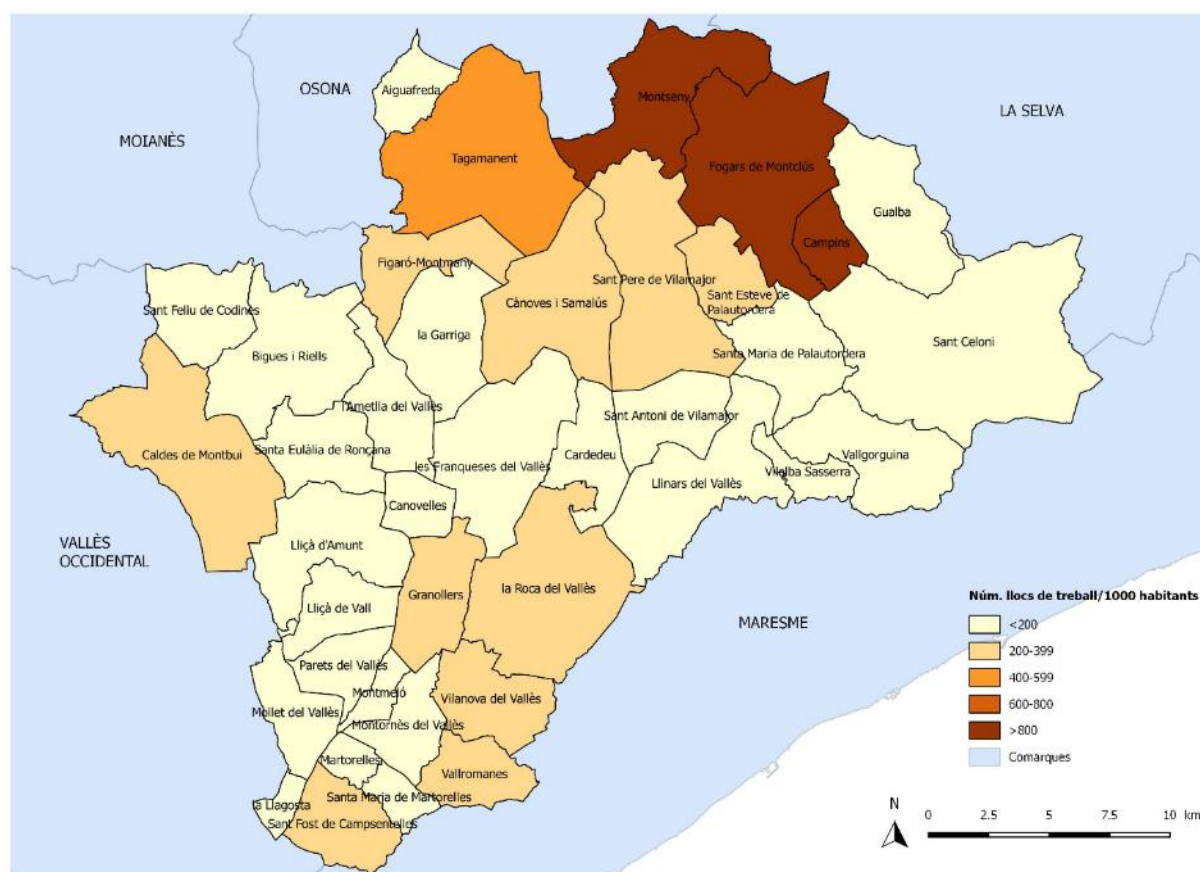 OSONA
Aiguafreda
Montseny
LA SELVA
MOIANÈS
Tagamanent
Fogars de Montclús
Gualba
Campins
Figaró-Montmany
Sant Pere de Vilamajor
Cànoves i Samalús
Sant Esteve de
Palautordera
Sant Feliu de Codines
la Garriga
Sant Celoni
Bigues i Riells
Santa Maria de Palautordera
l'Ametlla del Vallès
Sant Antoni de Vilamajor
Caldes de Montbui
Santa Eulàlia de Ronçana
Cardedeu
Vallgorguina
les Franqueses del Vallès
Vilalba Sasserra
Llinars del Vallès
Canovelles
VALLÈS
OCCIDENTAL
Lliçà d'Amunt
la Roca del Vallès
Granollers
Lliçà de Vall
MARESME
Parets del Vallès
Montmeló
Vilanova del Vallès
Mollet del Vallès
Montornès del Vallès
Martorelles
Vallromanes
Santa Maria de Martorelles
la Llagosta
Sant Fost de Campsentelles
Núm. llocs de treball/1000 habitants
<200
200-399
400-599
600-800
>800
Comarques
N
0 2.5 5 7.5 10 km